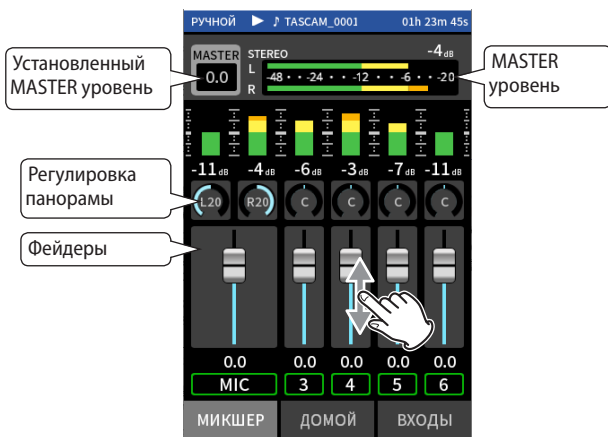 РУЧНОЙ ▶ ♪ TASCAM_0001 01h 23m 45s
Установленный
MASTER уровень
MASTER
0.0
STEREO
-4dB
L
-48 • • -24 • • • -12 • • • -6 • • -20
R
MASTER
уровень
-11dB -4dB -6dB -3dB -7dB -11dB
Регулировка
панорамы
L20 R20 C C C C
Фейдеры
0.0 0.0 0.0 0.0 0.0
MIC 3 4 5 6
МИКШЕР ДОМОЙ ВХОДЫ